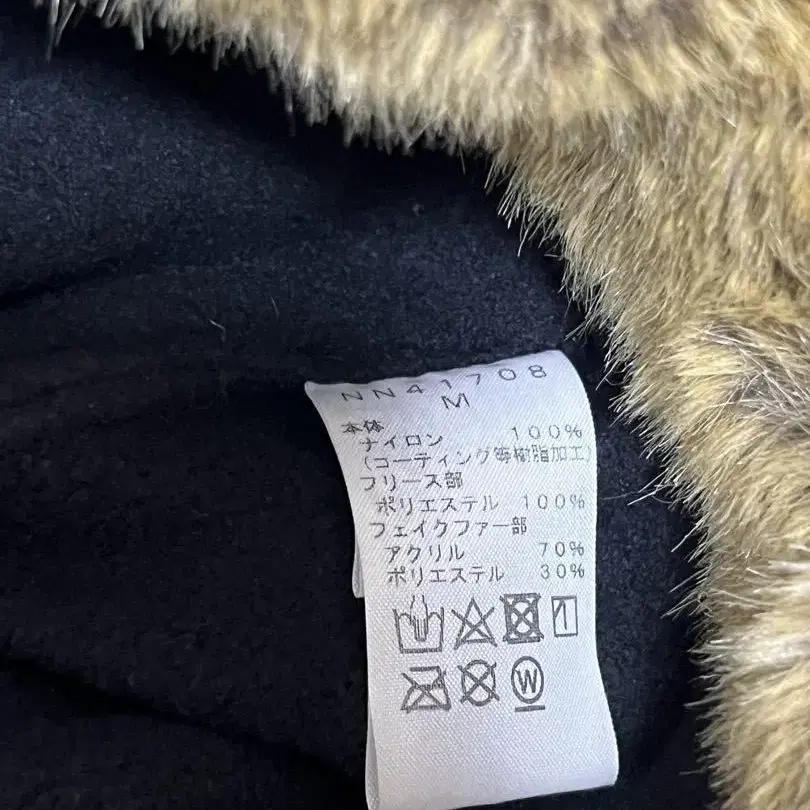 NN41708
M
本体
ナイロン 100%
(コーティング等樹脂加工)
フリース部
ポリエステル 100%
フェイクファー部
アクリル 70%
ポリエステル 30%
W